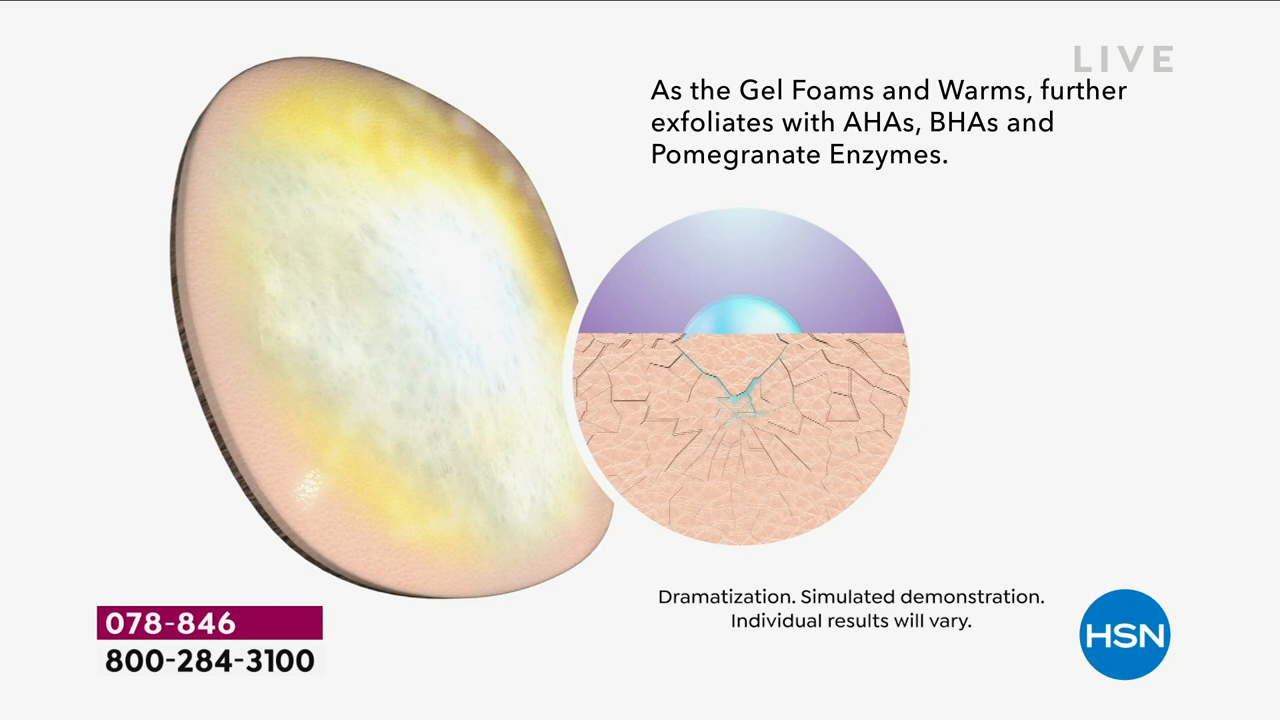 LIVE
As the Gel Foams and Warms, further
exfoliates with AHAs, BHAs and
Pomegranate Enzymes.
Dramatization. Simulated demonstration.
Individual results will vary.
078-846
800-284-3100
HSN